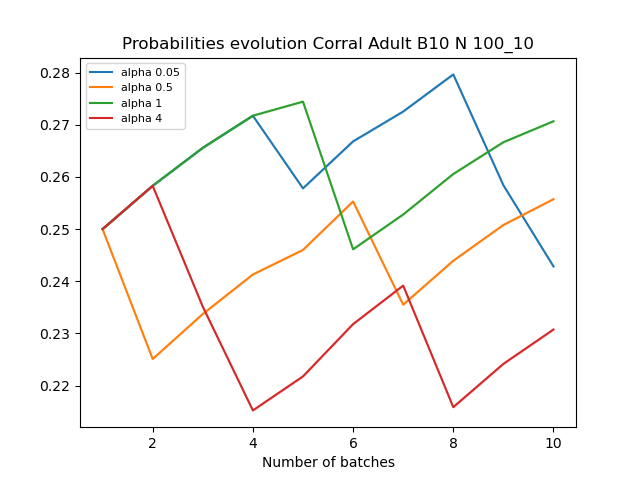 Probabilities evolution Corral Adult B10 N 100_10
alpha 0.05
alpha 0.5
alpha 1
alpha 4
0.28
0.27
0.26
0.25
0.24
0.23
0.22
2 4 6 8 10
Number of batches